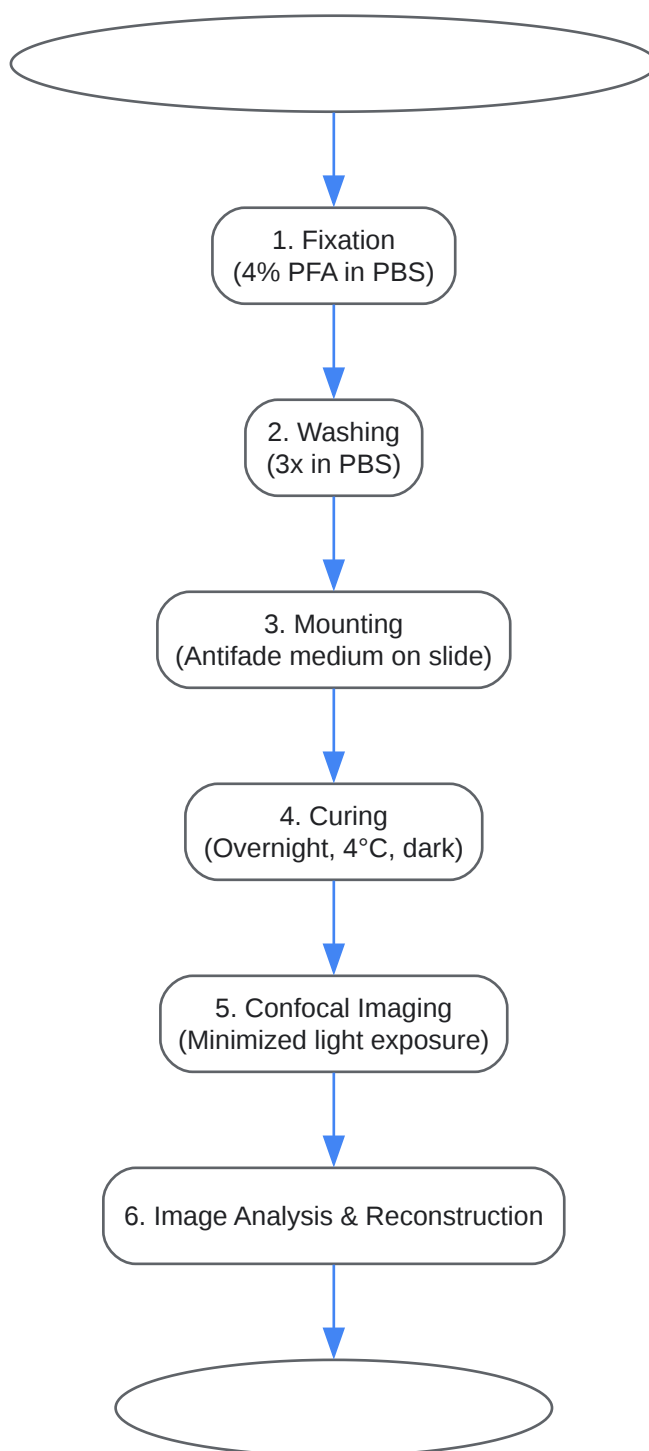 1. Fixation
(4% PFA in PBS)
2. Washing
(3x in PBS)
3. Mounting
(Antifade medium on slide)
4. Curing
(Overnight, 4°C, dark)
5. Confocal Imaging
(Minimized light exposure)
6. Image Analysis & Reconstruction